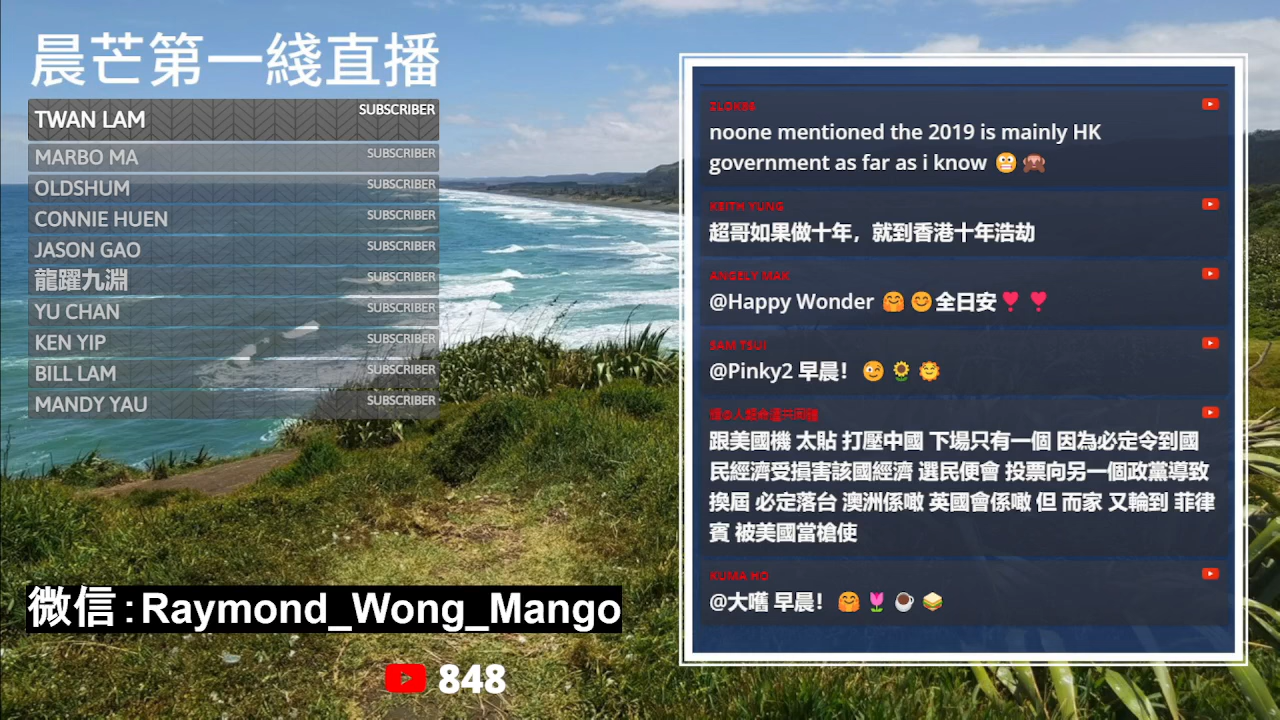 晨芒第一綫直播
TWAN LAM SUBSCRIBER
MARBO MA SUBSCRIBER
OLDSHUM SUBSCRIBER
CONNIE HUEN SUBSCRIBER
JASON GAO SUBSCRIBER
龍躍九淵 SUBSCRIBER
YU CHAN SUBSCRIBER
KEN YIP SUBSCRIBER
BILL LAM SUBSCRIBER
MANDY YAU SUBSCRIBER
微信:Raymond_Wong_Mango
848
ZLOK84
noone mentioned the 2019 is mainly HK
government as far as i know 😬 🙈
KEITH YUNG
超哥如果做十年，就到香港十年浩劫
ANGELY MAK
@Happy Wonder 🤗 😊 全日安 ❣ ❣
SAM TSUI
@Pinky2 早晨！ 😉 🌻 🌞
跟美國機 太貼 打壓中國 下場只有一個 因為必定令到國
民經濟受損害該國經濟 選民便會 投票向另一個政黨導致
換屆 必定落台 澳洲係噉 英國會係噉 但 而家 又輪到 菲律
賓 被美國當槍使
KUMA HO
@大嚿 早晨！ 🤗 🌷 ☕ 🥪